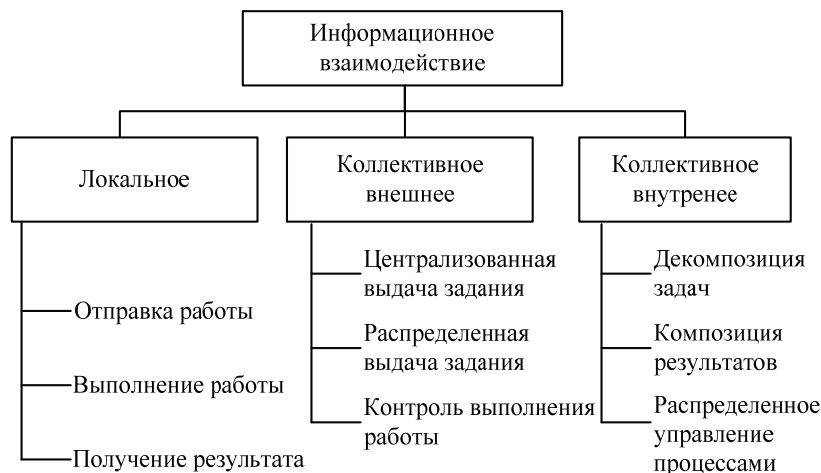 Информационное
взаимодействие
Локальное
Отправка работы
Выполнение работы
Получение результата
Коллективное
внешнее
Централизованная
выдача задания
Распределенная
выдача задания
Контроль выполнения
работы
Коллективное
внутренее
Декомпозиция
задач
Композиция
результатов
Распределенное
управление
процессами